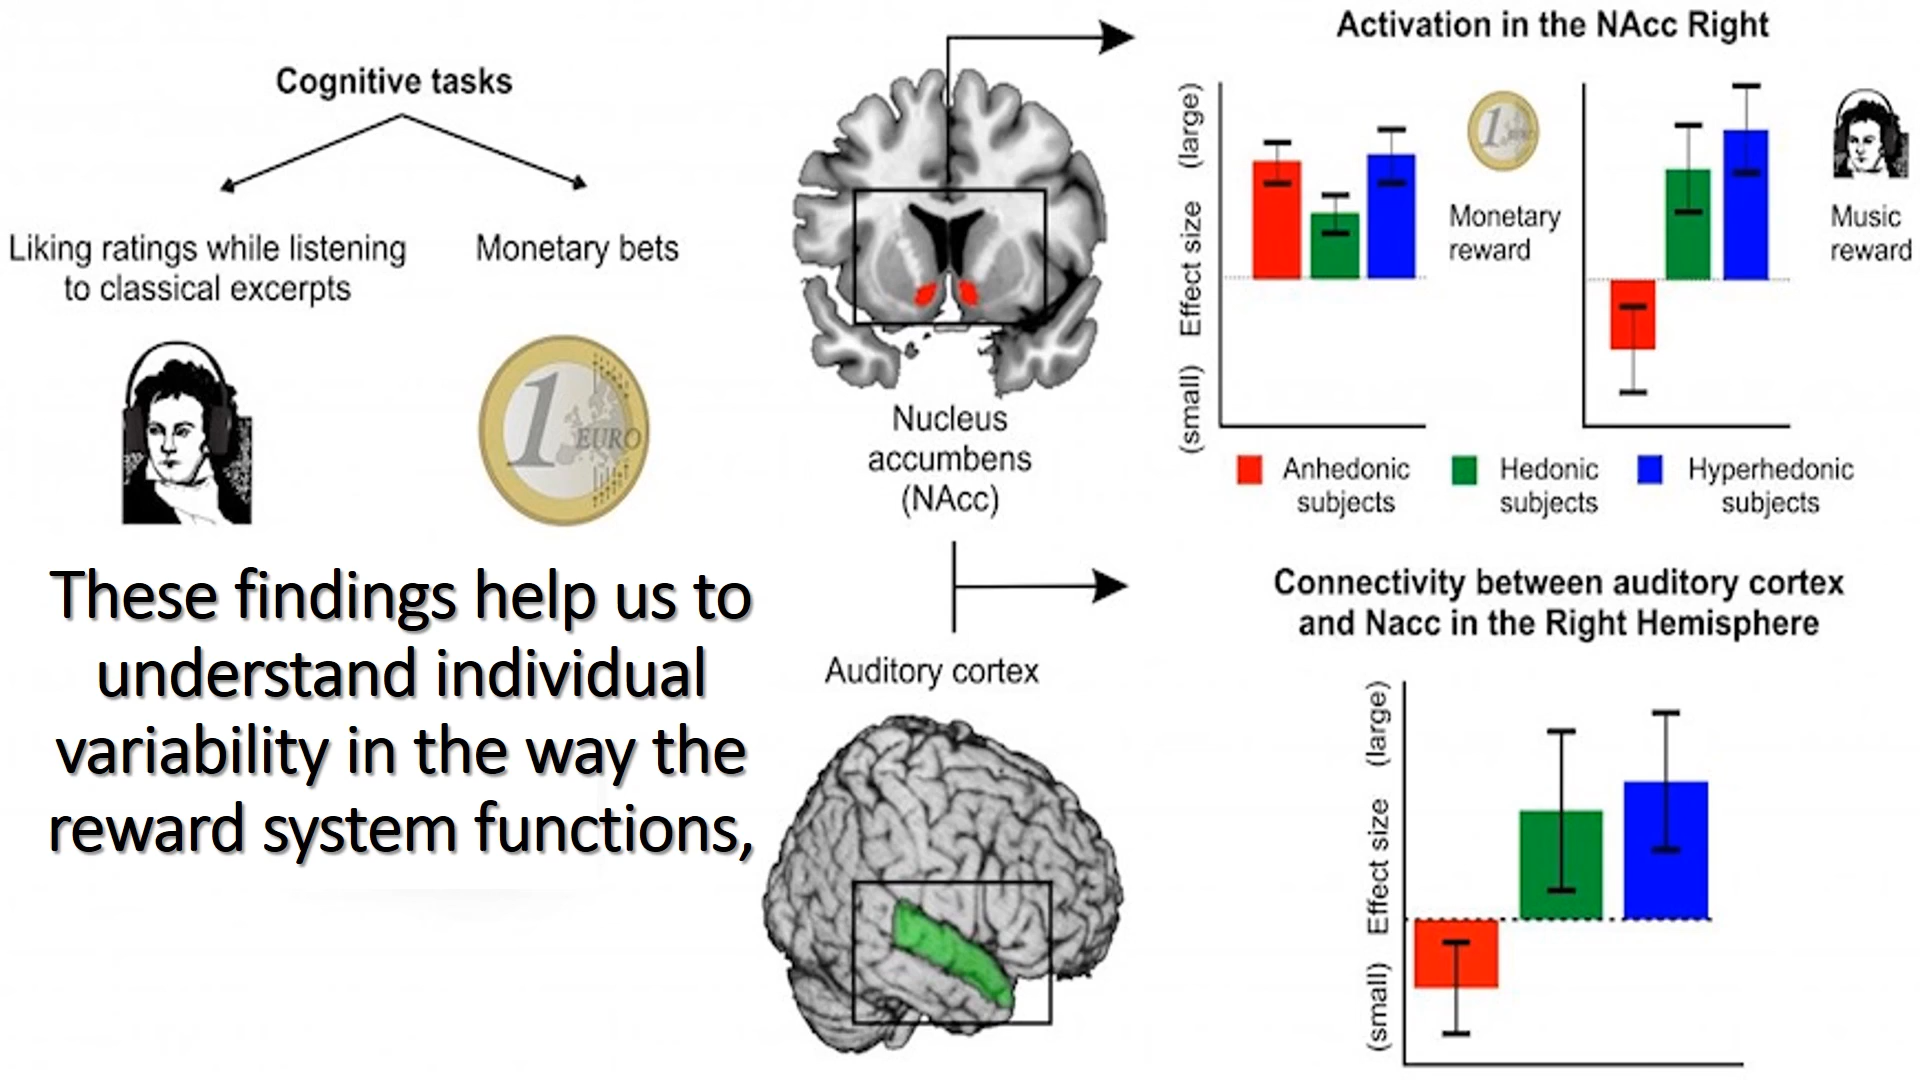 Cognitive tasks
Liking ratings while listening
to classical excerpts
Monetary bets
1
EURO
These findings help us to
understand individual
variability in the way the
reward system functions,
Nucleus
accumbens
(NAcc)
Auditory cortex
Activation in the NAcc Right
(small) Effect size (large)
1
Monetary
reward
Music
reward
Anhedonic
subjects
Hedonic
subjects
Hyperhedonic
subjects
Connectivity between auditory cortex
and Nacc in the Right Hemisphere
(small) Effect size (large)